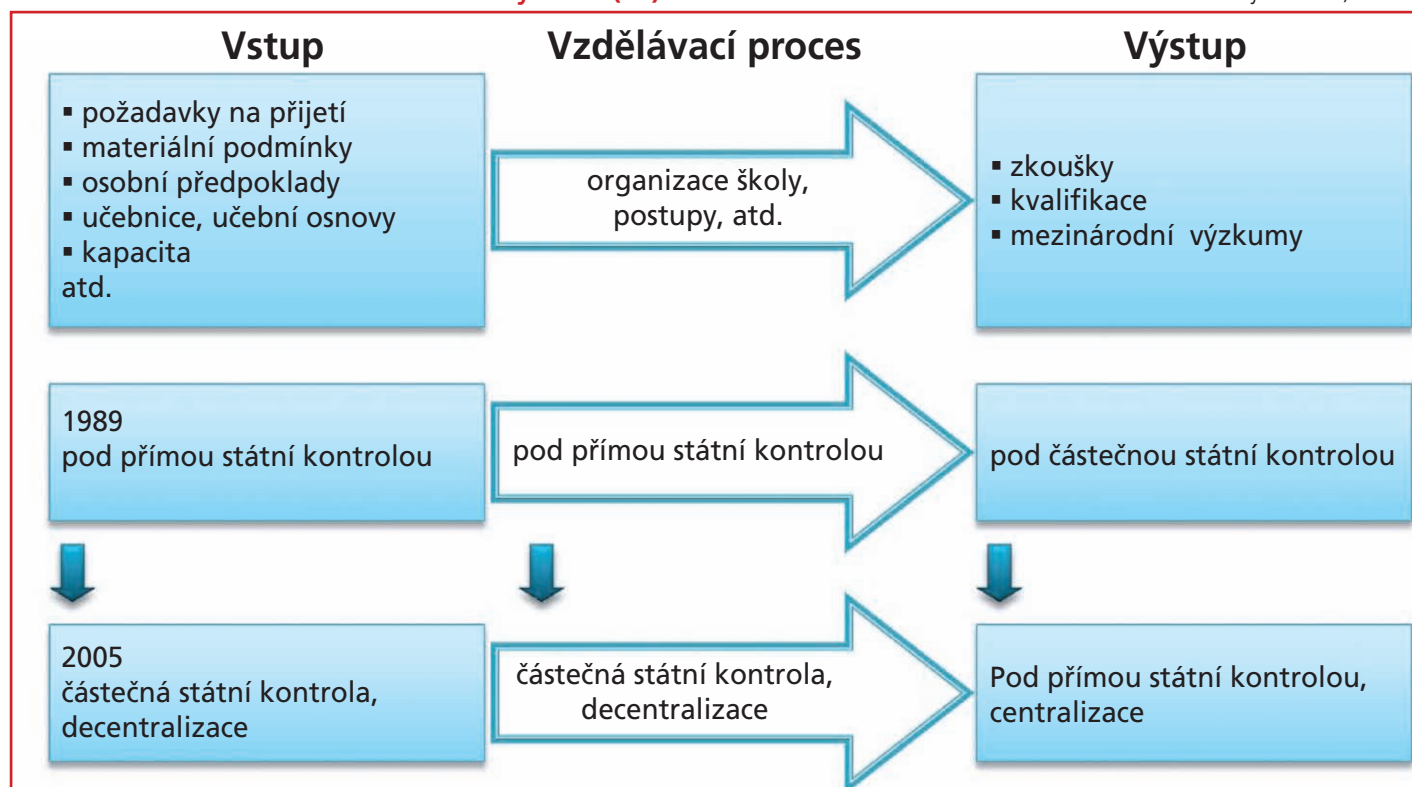 Vstup
Vzdělávací proces
Výstup
▪ požadavky na přijetí
▪ materiální podmínky
▪ osobní předpoklady
▪ učebnice, učební osnovy
▪ kapacita
atd.
organizace školy,
postupy, atd.
▪ zkoušky
▪ kvalifikace
▪ mezinárodní výzkumy
1989
pod přímou státní kontrolou
pod přímou státní kontrolou
pod částečnou státní kontrolou
2005
částečná státní kontrola,
decentralizace
částečná státní kontrola,
decentralizace
Pod přímou státní kontrolou,
centralizace